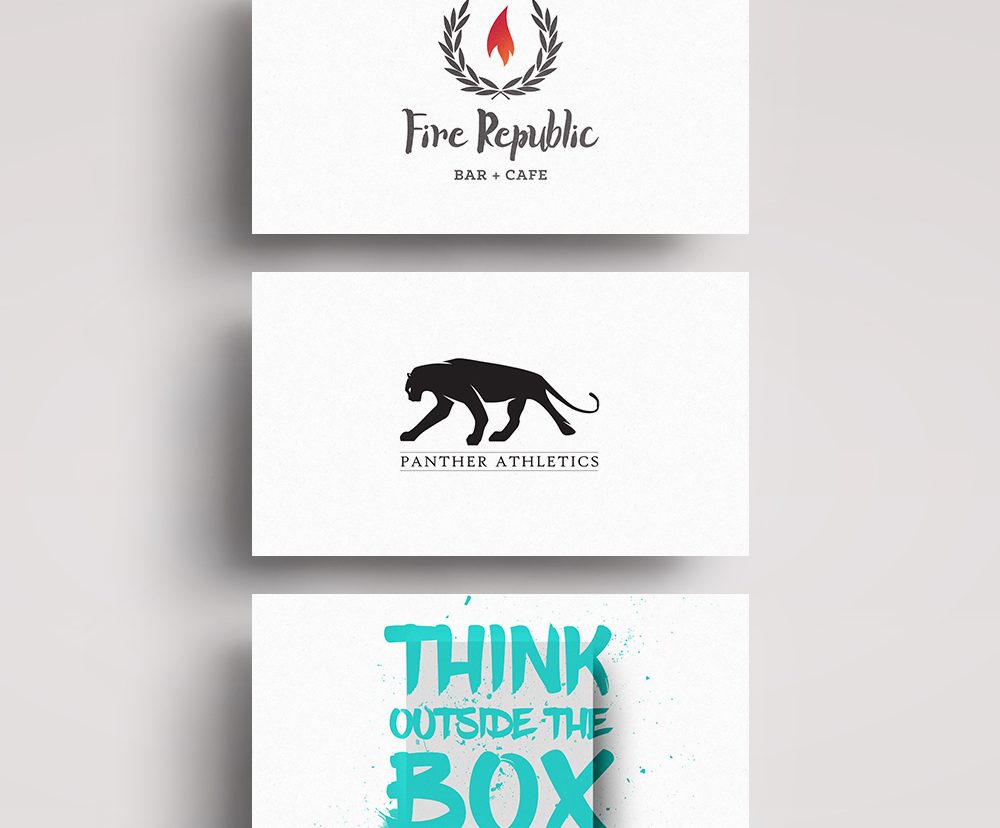 Fire Republic
BAR + CAFE
PANTHER ATHLETICS
THINK
OUTSIDE THE
BOX